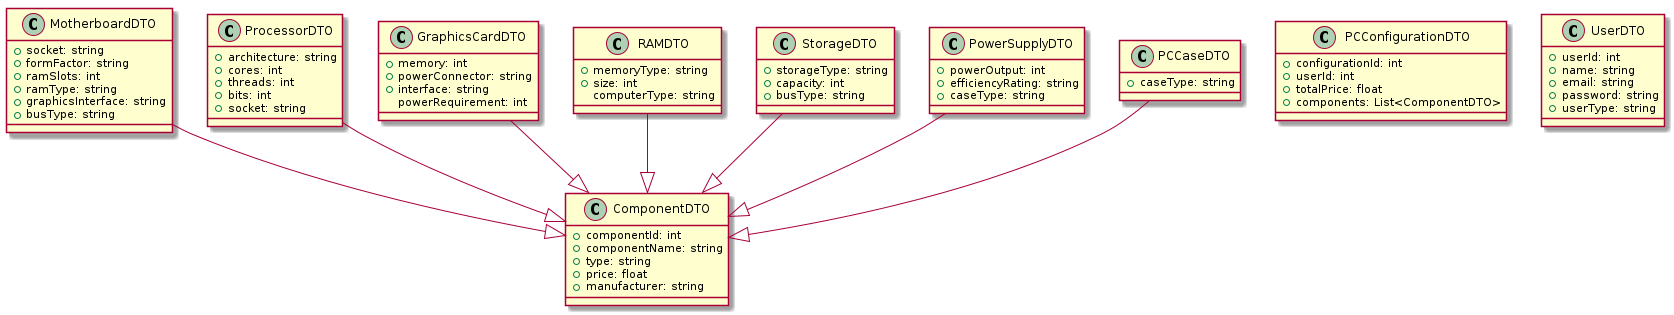 C MotherboardDTO
socket: string
formFactor: string
ramSlots: int
ramType: string
graphicsInterface: string
busType: string
C ProcessorDTO
architecture: string
cores: int
threads: int
bits: int
socket: string
C GraphicsCardDTO
memory: int
powerConnector: string
interface: string
powerRequirement: int
C RAMDTO
memoryType: string
size: int
computerType: string
C StorageDTO
storageType: string
capacity: int
busType: string
C PowerSupplyDTO
powerOutput: int
efficiencyRating: string
caseType: string
C PCCaseDTO
caseType: string
C PCConfigurationDTO
configurationId: int
userId: int
totalPrice: float
components: List<ComponentDTO>
C UserDTO
userId: int
name: string
email: string
password: string
userType: string
C ComponentDTO
componentId: int
componentName: string
type: string
price: float
manufacturer: string